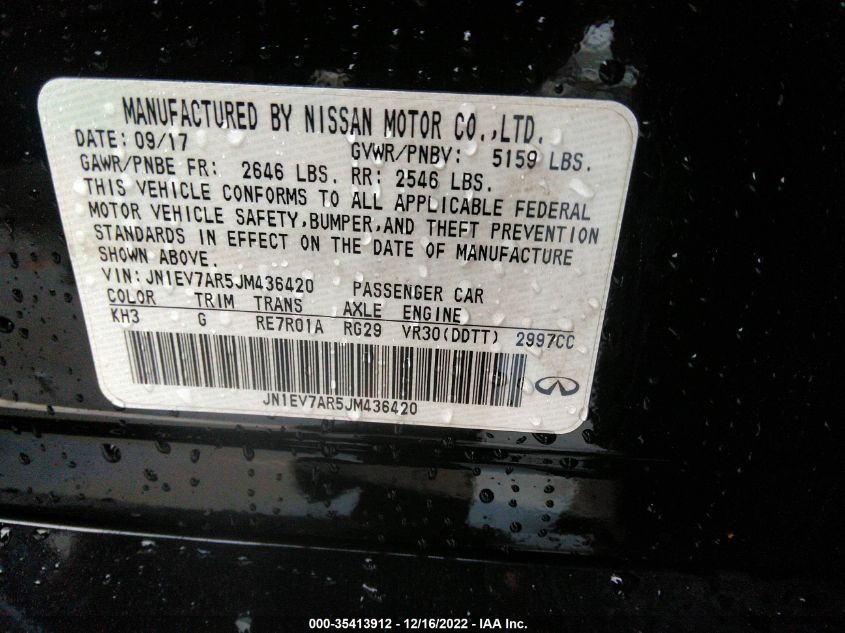 MANUFACTURED BY NISSAN MOTOR CO.,LTD.
DATE: 09/17 GVWR/PNBV: 5159 LBS.
GAWR/PNBE FR: 2646 LBS. RR: 2546 LBS.
THIS VEHICLE CONFORMS TO ALL APPLICABLE FEDERAL
MOTOR VEHICLE SAFETY,BUMPER,AND THEFT PREVENTION
STANDARDS IN EFFECT ON THE DATE OF MANUFACTURE
SHOWN ABOVE.
VIN: JN1EV7AR5JM436420 PASSENGER CAR
COLOR TRIM TRANS AXLE ENGINE
KH3 G RE7R01A RG29 VR30(DDTT) 2997CC
JN1EV7AR5JM436420
000-35413912 - 12/16/2022 - IAA Inc.